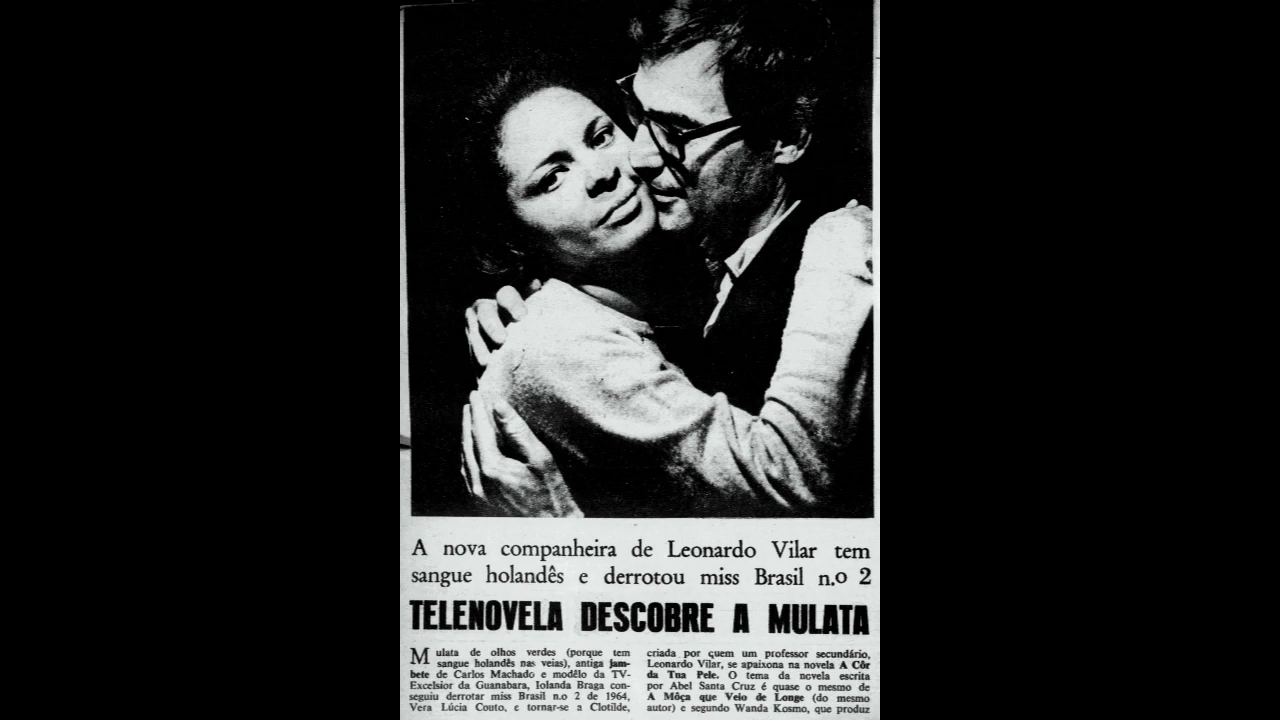 A nova companheira de Leonardo Vilar tem
sangue holandês e derrotou miss Brasil n.o 2
TELENOVELA DESCOBRE A MULATA
Mulata de olhos verdes (porque tem
sangue holandês nas veias), antiga jam-
bete de Carlos Machado e modêlo da TV-
Excelsior da Guanabara, Iolanda Braga con-
seguiu derrotar miss Brasil n.o 2 de 1964,
Vera Lúcia Couto, e tornar-se a Clotilde,
criada por quem um professor secundário,
Leonardo Vilar, se apaixona na novela A Côr
da Tua Pele. O tema da novela escrita
por Abel Santa Cruz é quase o mesmo de
A Môça que Veio de Longe (do mesmo
autor) e segundo Wanda Kosmo, que produz